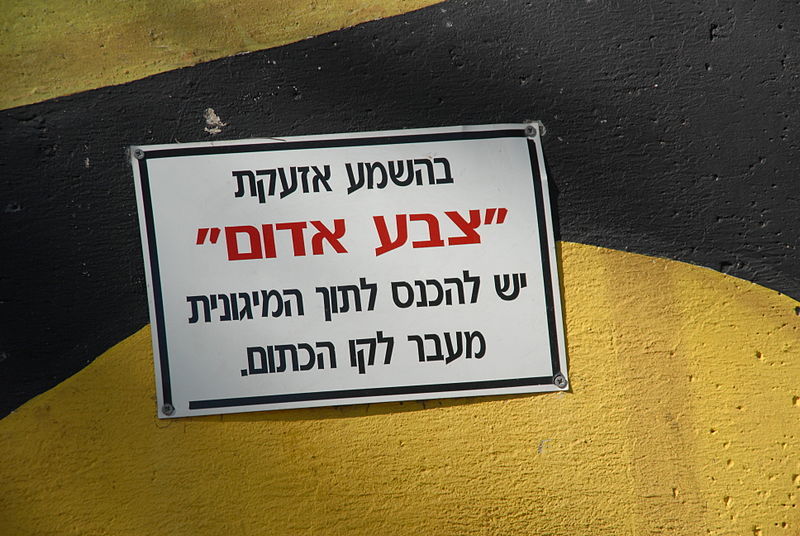 בהשמע אזעקת
"צבע אדום"
יש להכנס לתוך המיגונית
מעבר לקו הכתום.